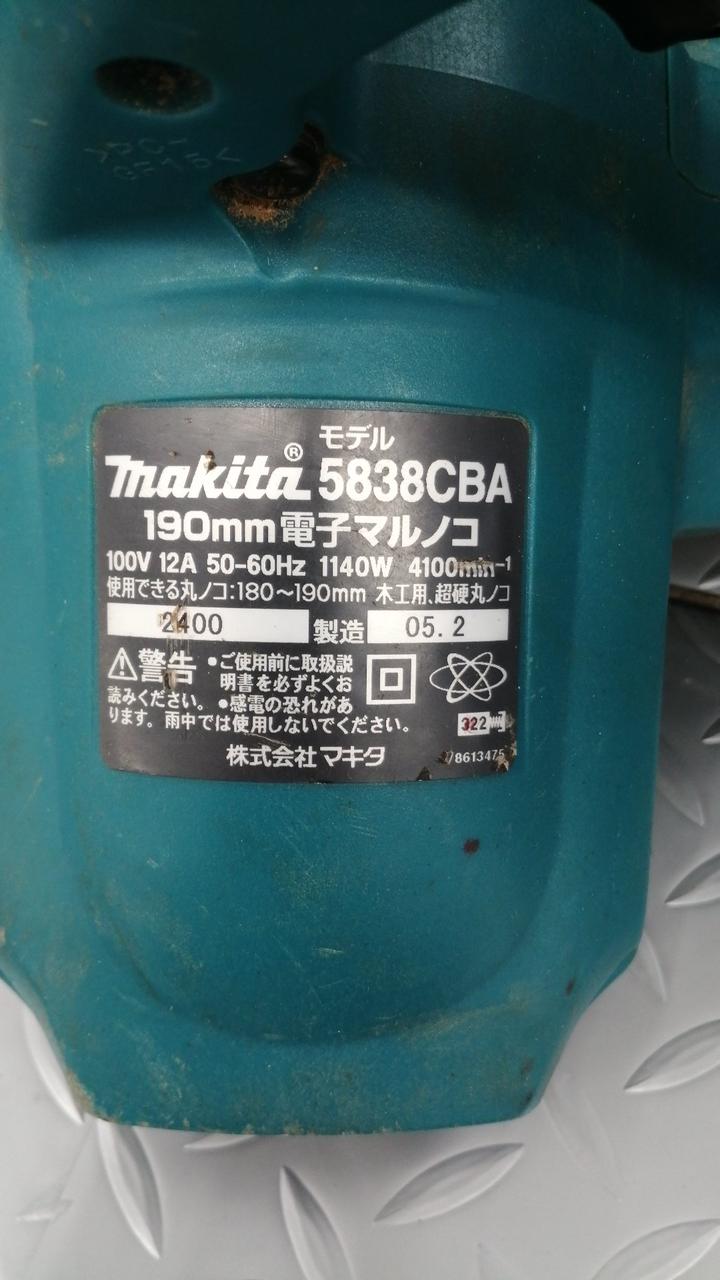 モデル
makita® 5838CBA
190mm電子マルノコ
100V 12A 50-60Hz 1140W 4100min-1
使用できる丸ノコ:180〜190mm 木工用、超硬丸ノコ
2400 製造 05.2
⚠警告 •ご使用前に取扱説
明書を必ずよくお
読みください。•感電の恐れがあ
ります。雨中では使用しないでください。
322
株式会社マキタ